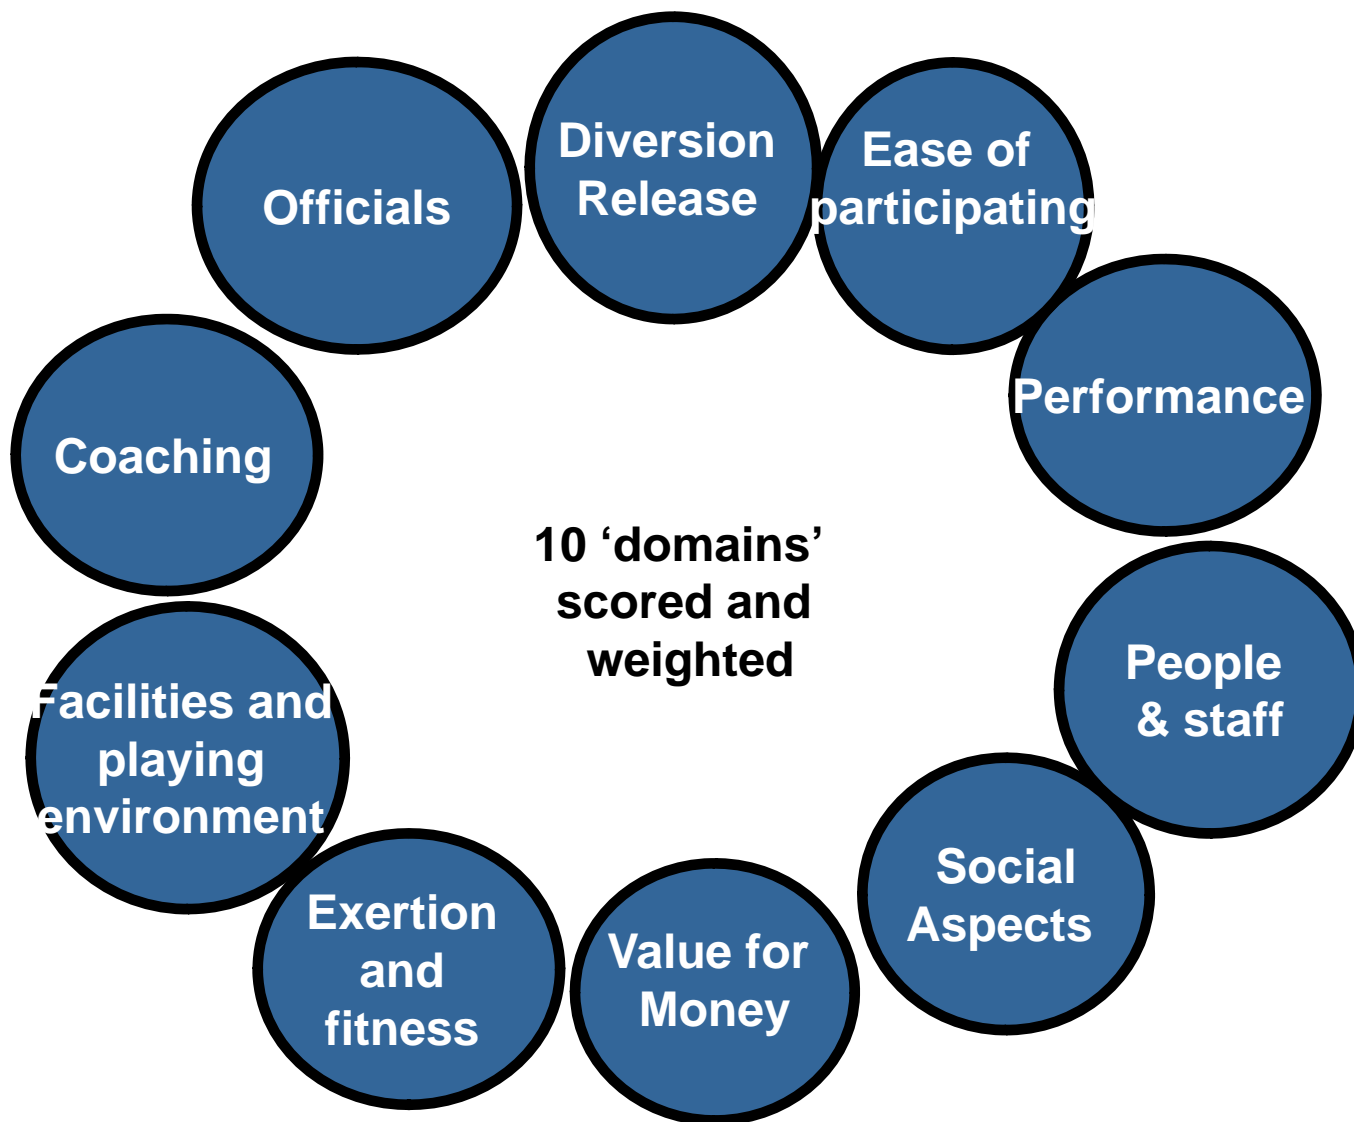 Diversion
Release
Ease of
participating
Officials
Performance
Coaching
10 ‘domains’
scored and
weighted
People
& staff
Facilities and
playing
environment
Social
Aspects
Exertion
and
fitness
Value for
Money